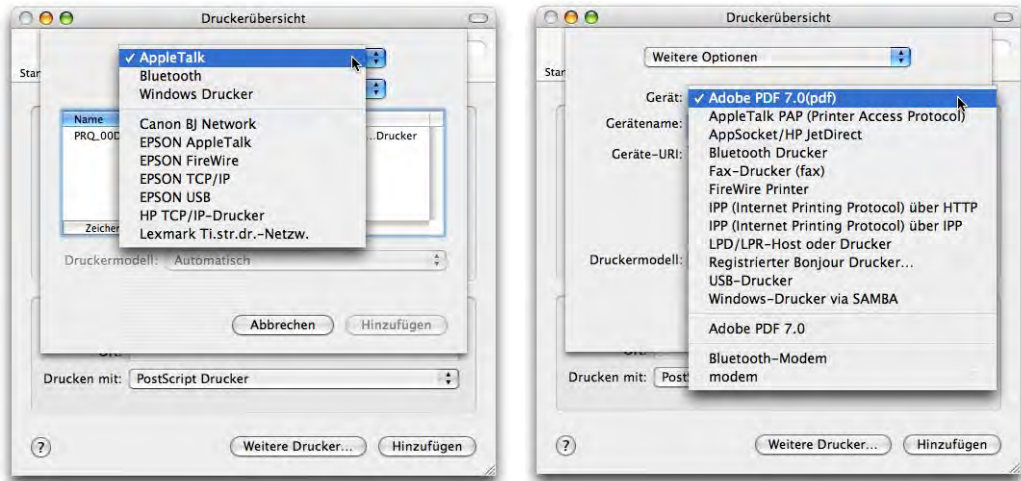 Druckerübersicht
Star
AppleTalk
Bluetooth
Windows Drucker
Canon BJ Network
EPSON AppleTalk
EPSON FireWire
EPSON TCP/IP
EPSON USB
HP TCP/IP-Drucker
Lexmark Ti.str.dr.-Netzw.
Name
PRQ_00D
...Drucker
Zeicher
Druckermodell: Automatisch
Abbrechen
Hinzufügen
Drucken mit: PostScript Drucker
?
Weitere Drucker...
Hinzufügen
Druckerübersicht
Star
Weitere Optionen
Gerät:
Gerätename:
Geräte-URI:
Druckermodell:
Adobe PDF 7.0(pdf)
AppleTalk PAP (Printer Access Protocol)
AppSocket/HP JetDirect
Bluetooth Drucker
Fax-Drucker (fax)
FireWire Printer
IPP (Internet Printing Protocol) über HTTP
IPP (Internet Printing Protocol) über IPP
LPD/LPR-Host oder Drucker
Registrierter Bonjour Drucker...
USB-Drucker
Windows-Drucker via SAMBA
Adobe PDF 7.0
Bluetooth-Modem
modem
Drucken mit: Post
?
Weitere Drucker...
Hinzufügen